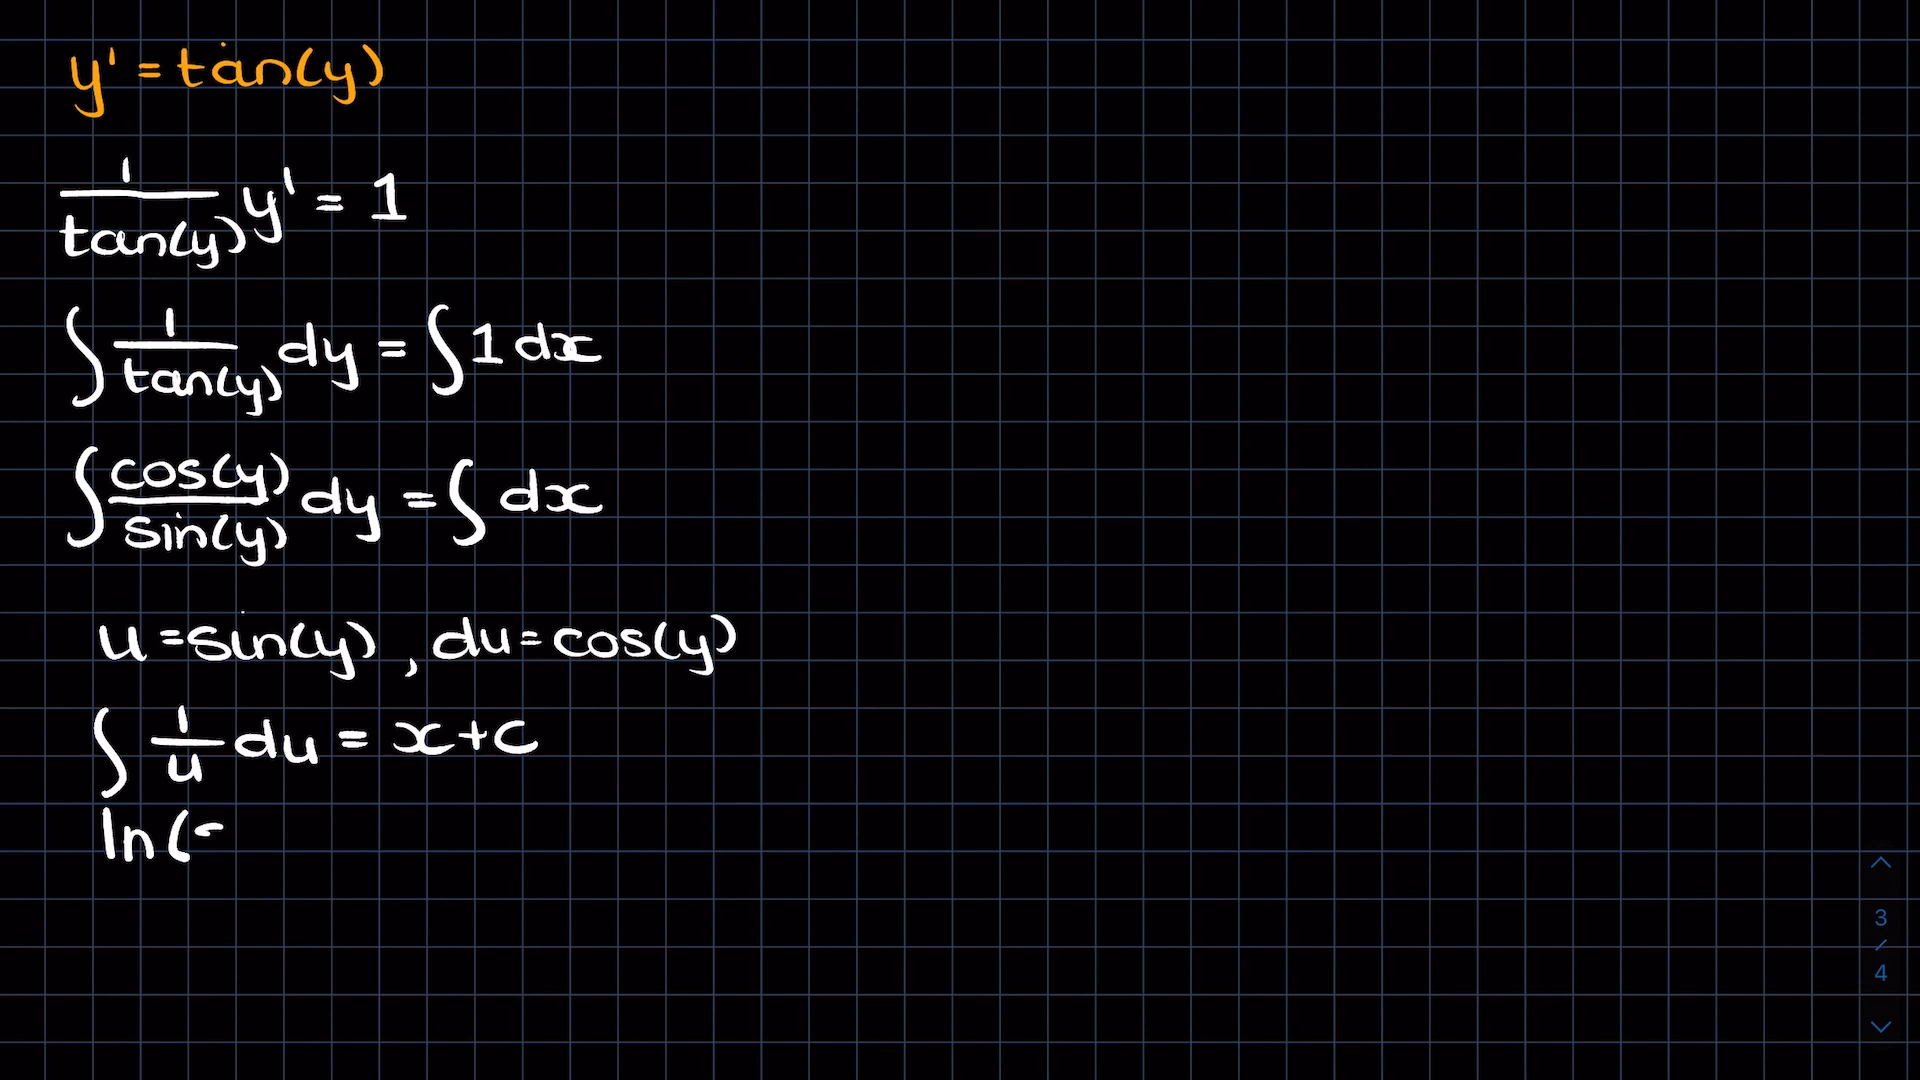 y' = tan(y)
1/tan(y) y' = 1
∫ 1/tan(y) dy = ∫ 1 dx
∫ cos(y)/sin(y) dy = ∫ dx
u = sin(y), du = cos(y)
∫ 1/u du = x + c
ln(
3
/
4